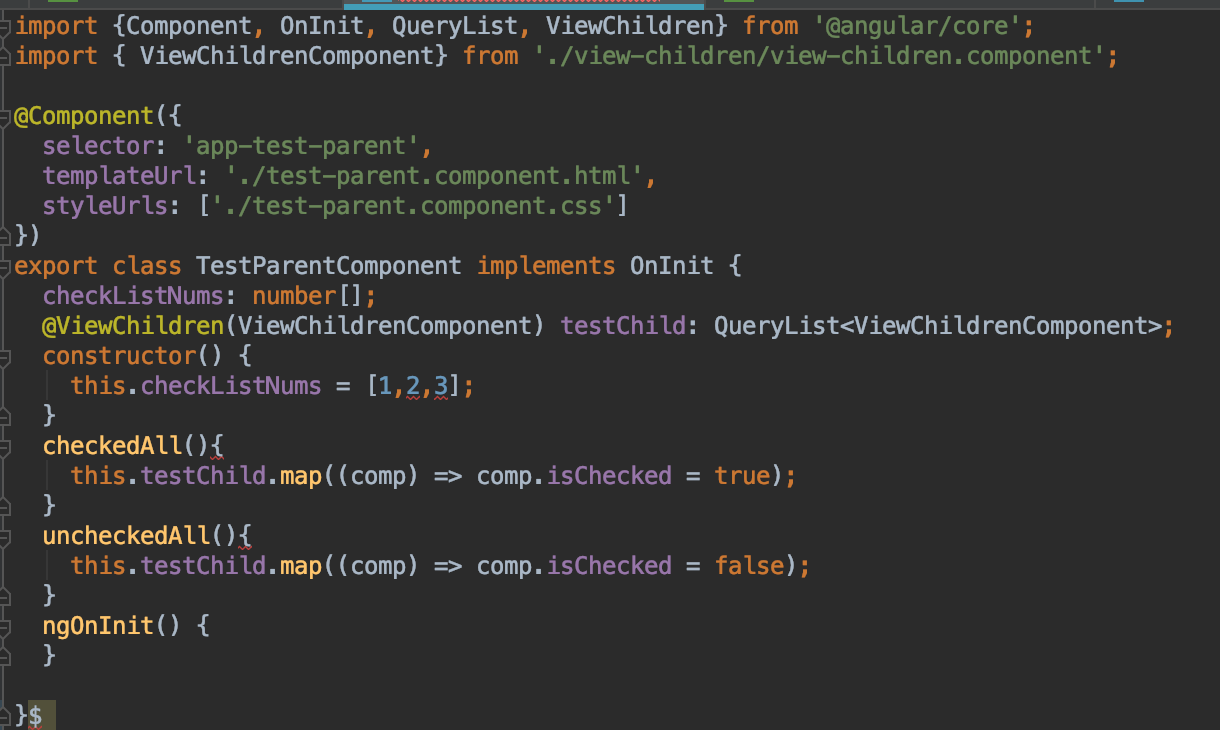 import {Component, OnInit, QueryList, ViewChildren} from '@angular/core';
import { ViewChildrenComponent} from './view-children/view-children.component';
@Component({
  selector: 'app-test-parent',
  templateUrl: './test-parent.component.html',
  styleUrls: ['./test-parent.component.css']
})
export class TestParentComponent implements OnInit {
  checkListNums: number[];
  @ViewChildren(ViewChildrenComponent) testChild: QueryList<ViewChildrenComponent>;
  constructor() {
    this.checkListNums = [1,2,3];
  }
  checkedAll(){
    this.testChild.map((comp) => comp.isChecked = true);
  }
  uncheckedAll(){
    this.testChild.map((comp) => comp.isChecked = false);
  }
  ngOnInit() {
  }
}$